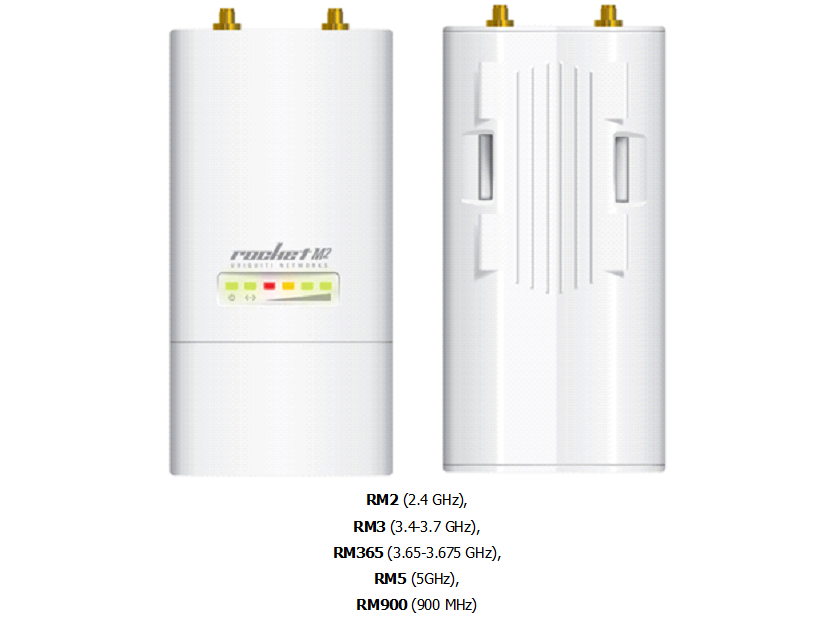 rocket M2
UBIQUITI NETWORKS
RM2 (2.4 GHz),
RM3 (3.4-3.7 GHz),
RM365 (3.65-3.675 GHz),
RM5 (5GHz),
RM900 (900 MHz)